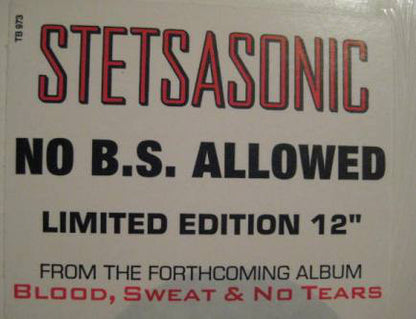 TB 973
STETSASONIC
NO B.S. ALLOWED
LIMITED EDITION 12"
FROM THE FORTHCOMING ALBUM
BLOOD, SWEAT & NO TEARS